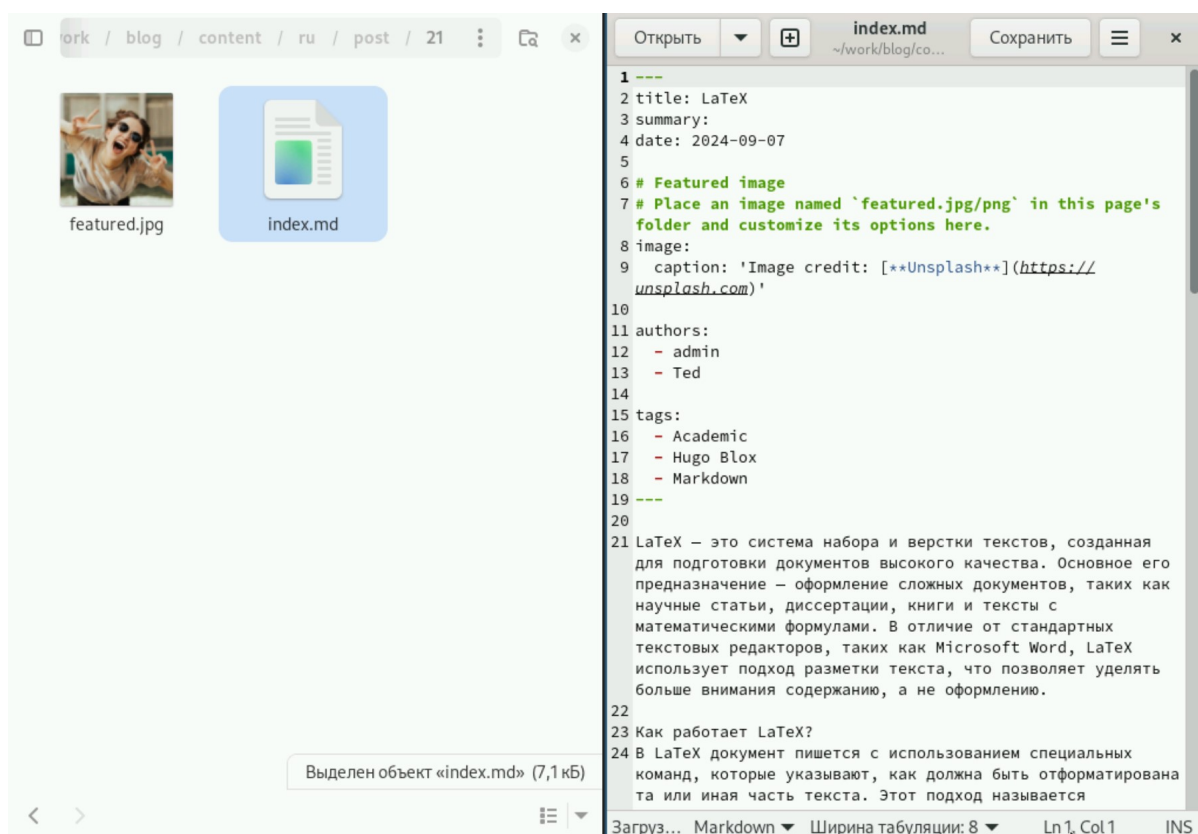 ork / blog / content / ru / post / 21
featured.jpg
index.md
Выделен объект «index.md» (7,1 кБ)
Открыть
index.md
~/work/blog/co...
Сохранить
1 ---
2 title: LaTeX
3 summary:
4 date: 2024-09-07
5
6 # Featured image
7 # Place an image named `featured.jpg/png` in this page's
folder and customize its options here.
8 image:
9   caption: 'Image credit: [**Unsplash**](https://
unsplash.com)'
10
11 authors:
12   - admin
13   - Ted
14
15 tags:
16   - Academic
17   - Hugo Blox
18   - Markdown
19 ---
20
21 LaTeX — это система набора и верстки текстов, созданная
для подготовки документов высокого качества. Основное его
предназначение — оформление сложных документов, таких как
научные статьи, диссертации, книги и тексты с
математическими формулами. В отличие от стандартных
текстовых редакторов, таких как Microsoft Word, LaTeX
использует подход разметки текста, что позволяет уделять
больше внимания содержанию, а не оформлению.
22
23 Как работает LaTeX?
24 В LaTeX документ пишется с использованием специальных
команд, которые указывают, как должна быть отформатирована
та или иная часть текста. Этот подход называется
Загруз... Markdown Ширина табуляции: 8 Ln 1, Col 1 INS